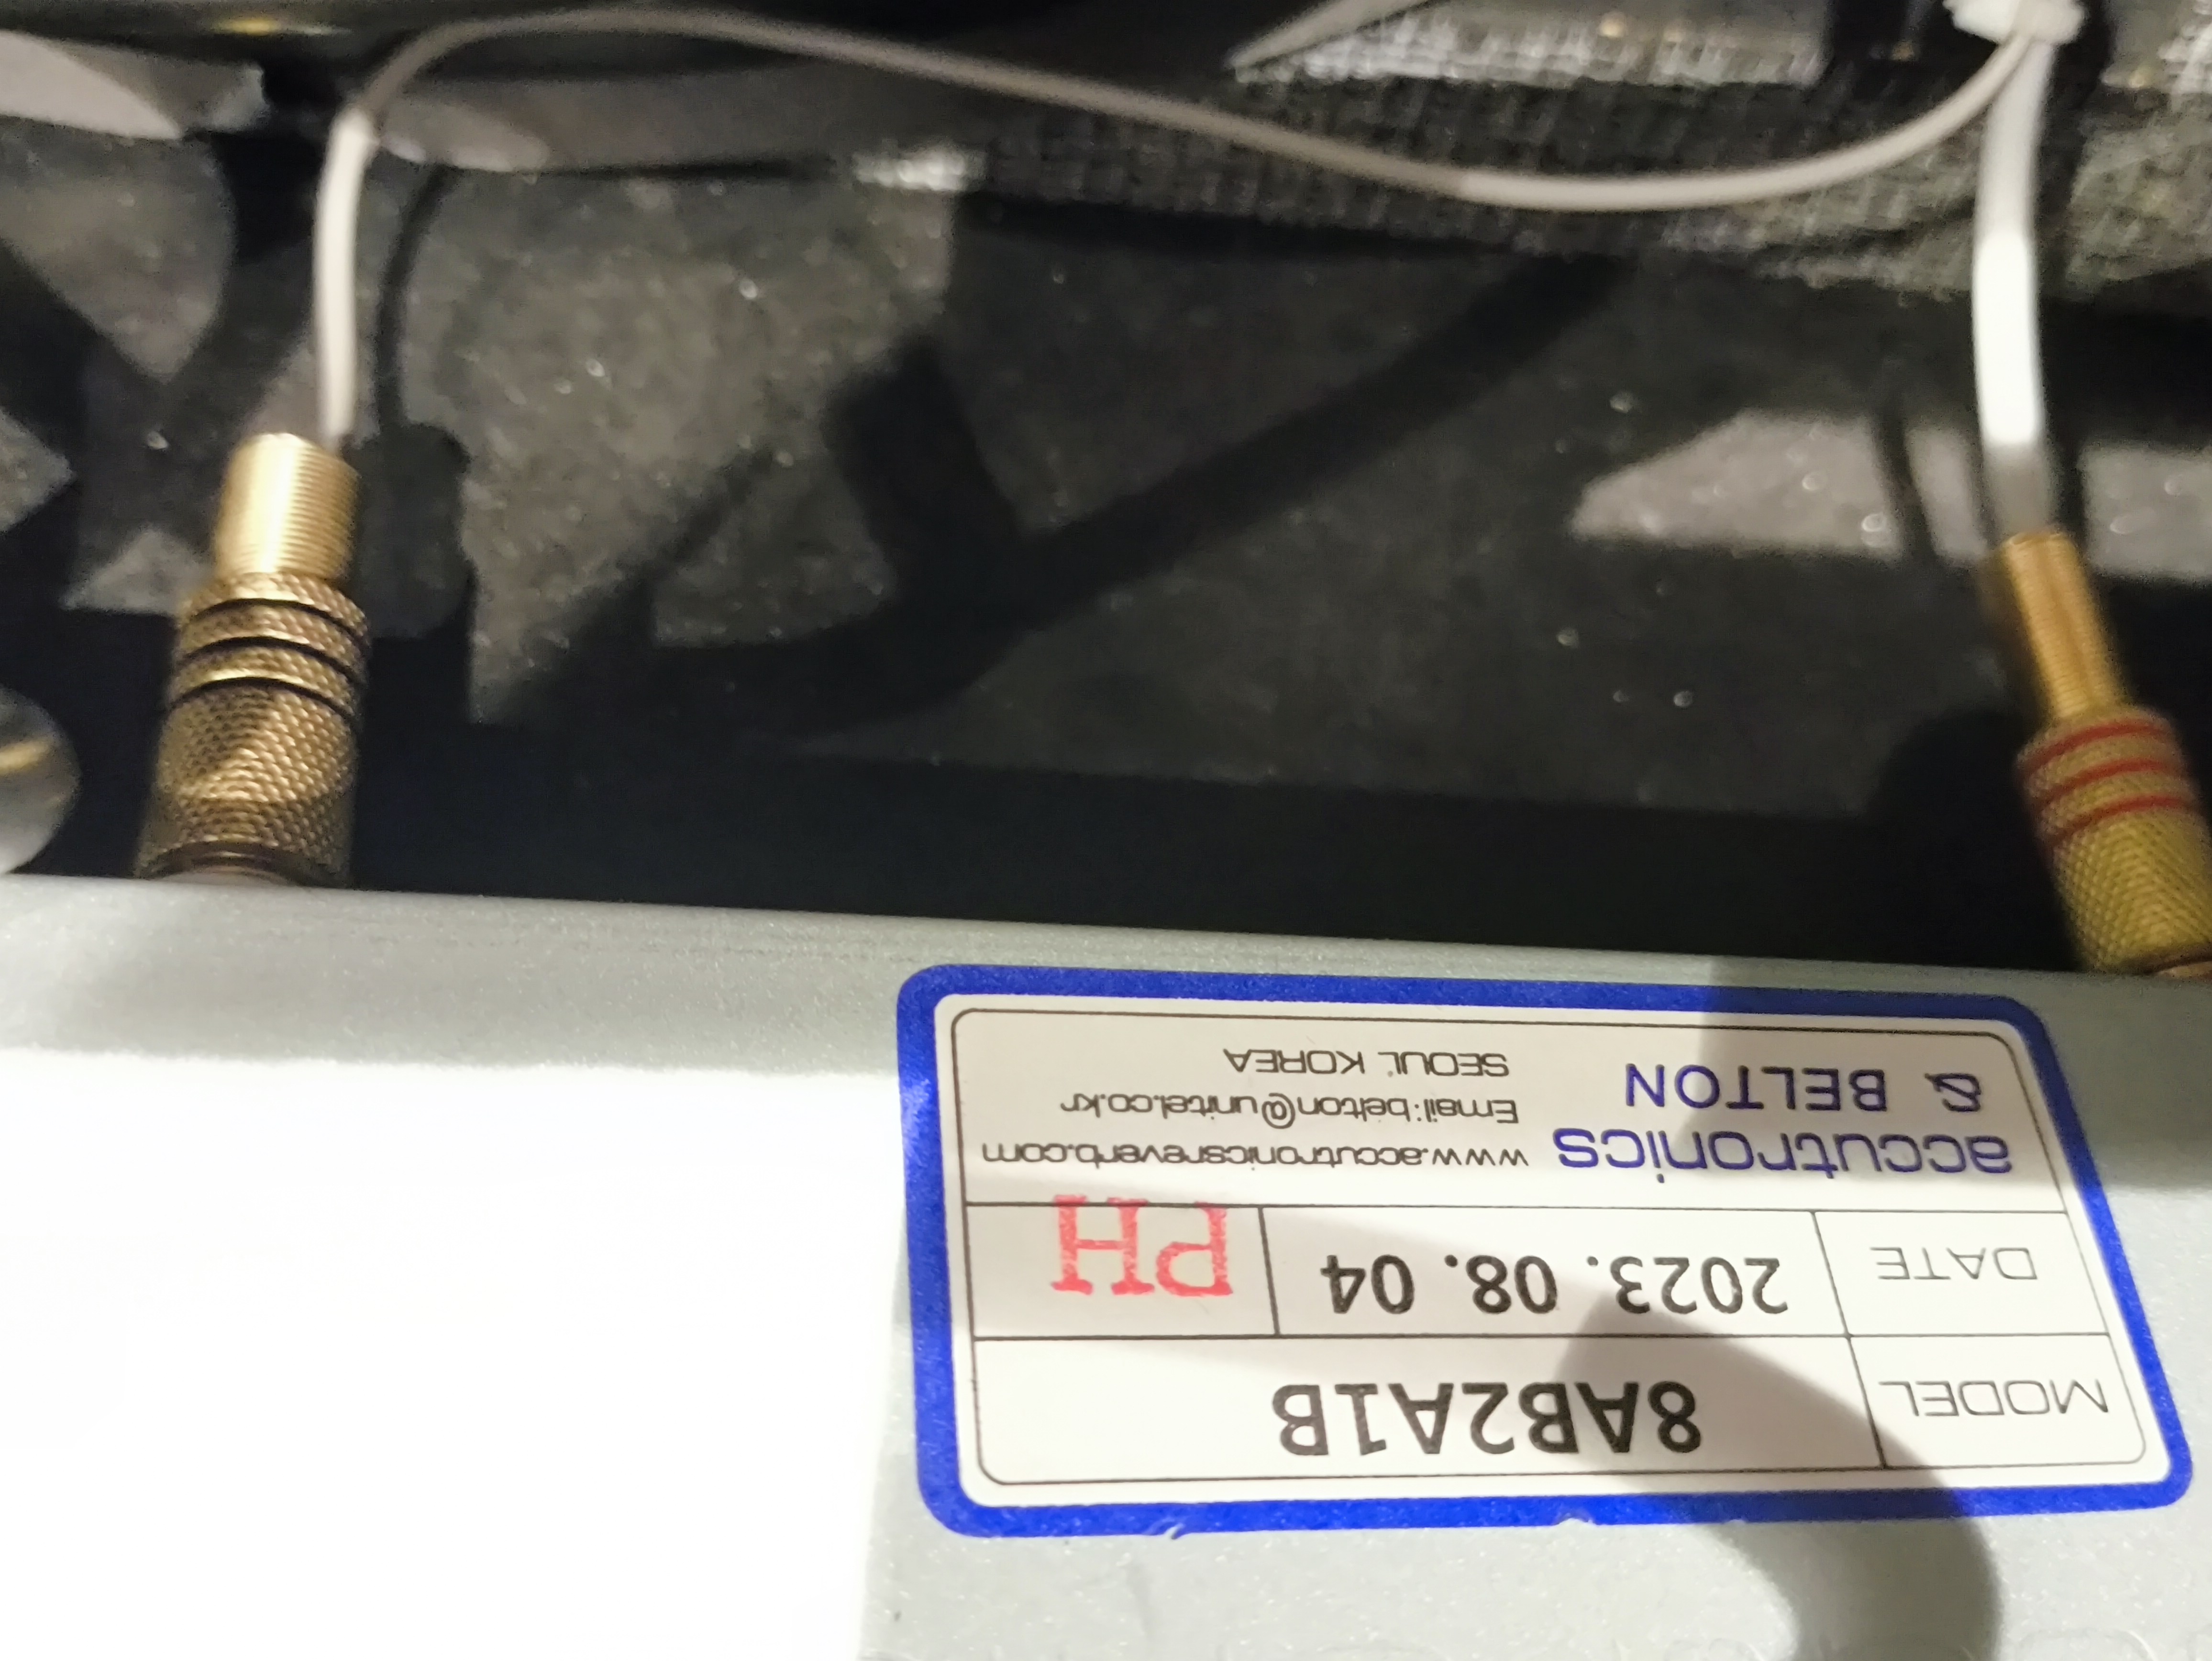 MODEL 8AB2A1B
DATE 2023. 08. 04 PH
accutronics www.accutronicsreverb.com
& BELTON Email:belton@unitel.co.kr
SEOUL KOREA